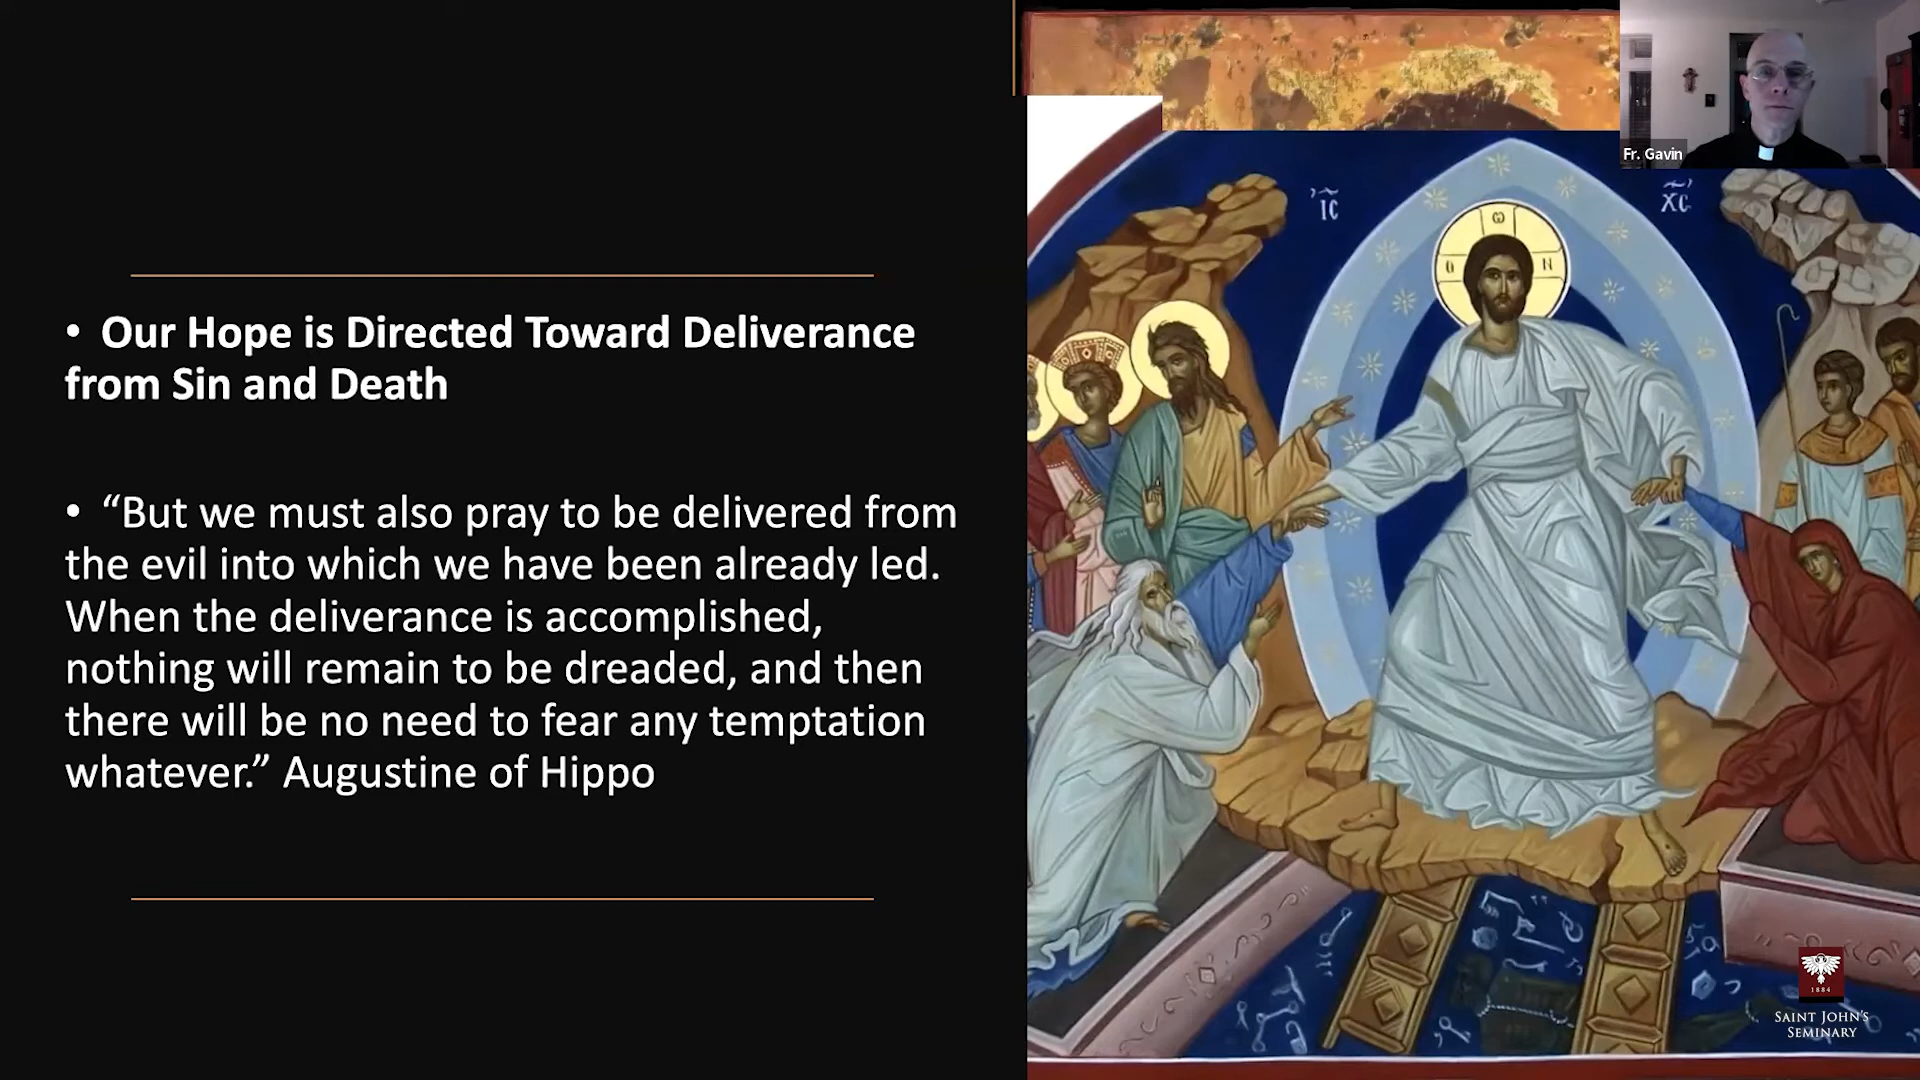 • Our Hope is Directed Toward Deliverance
from Sin and Death
• “But we must also pray to be delivered from
the evil into which we have been already led.
When the deliverance is accomplished,
nothing will remain to be dreaded, and then
there will be no need to fear any temptation
whatever.” Augustine of Hippo
Fr. Gavin
IC
XC
ω
Ο Ν
1884
SAINT JOHN'S
SEMINARY